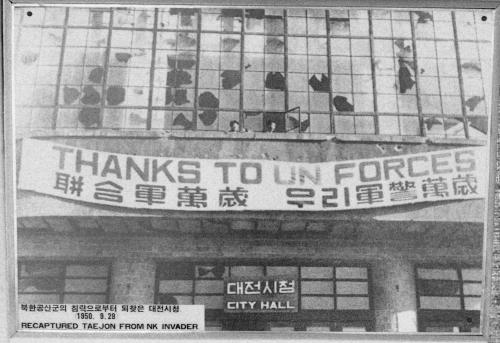 THANKS TO UN FORCES
聯合軍萬歲 우리軍警萬歲
대전시청
CITY HALL
북한공산군의 침략으로부터 되찾은 대전시청
1950. 9. 28
RECAPTURED TAEJON FROM NK INVADER